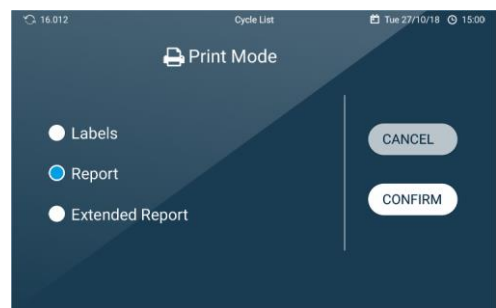 16.012 Cycle List Tue 27/10/18 15:00
Print Mode
Labels
Report
Extended Report
CANCEL
CONFIRM